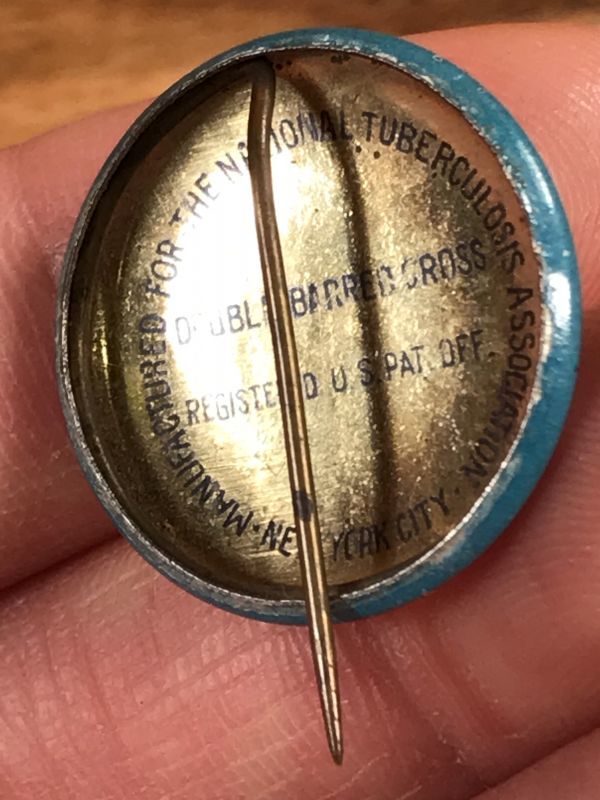 MANUFACTURED FOR THE NATIONAL TUBERCULOSIS ASSOCIATION
· NEW YORK CITY ·
DOUBLE BARRED CROSS
REGISTERED U.S. PAT. OFF.